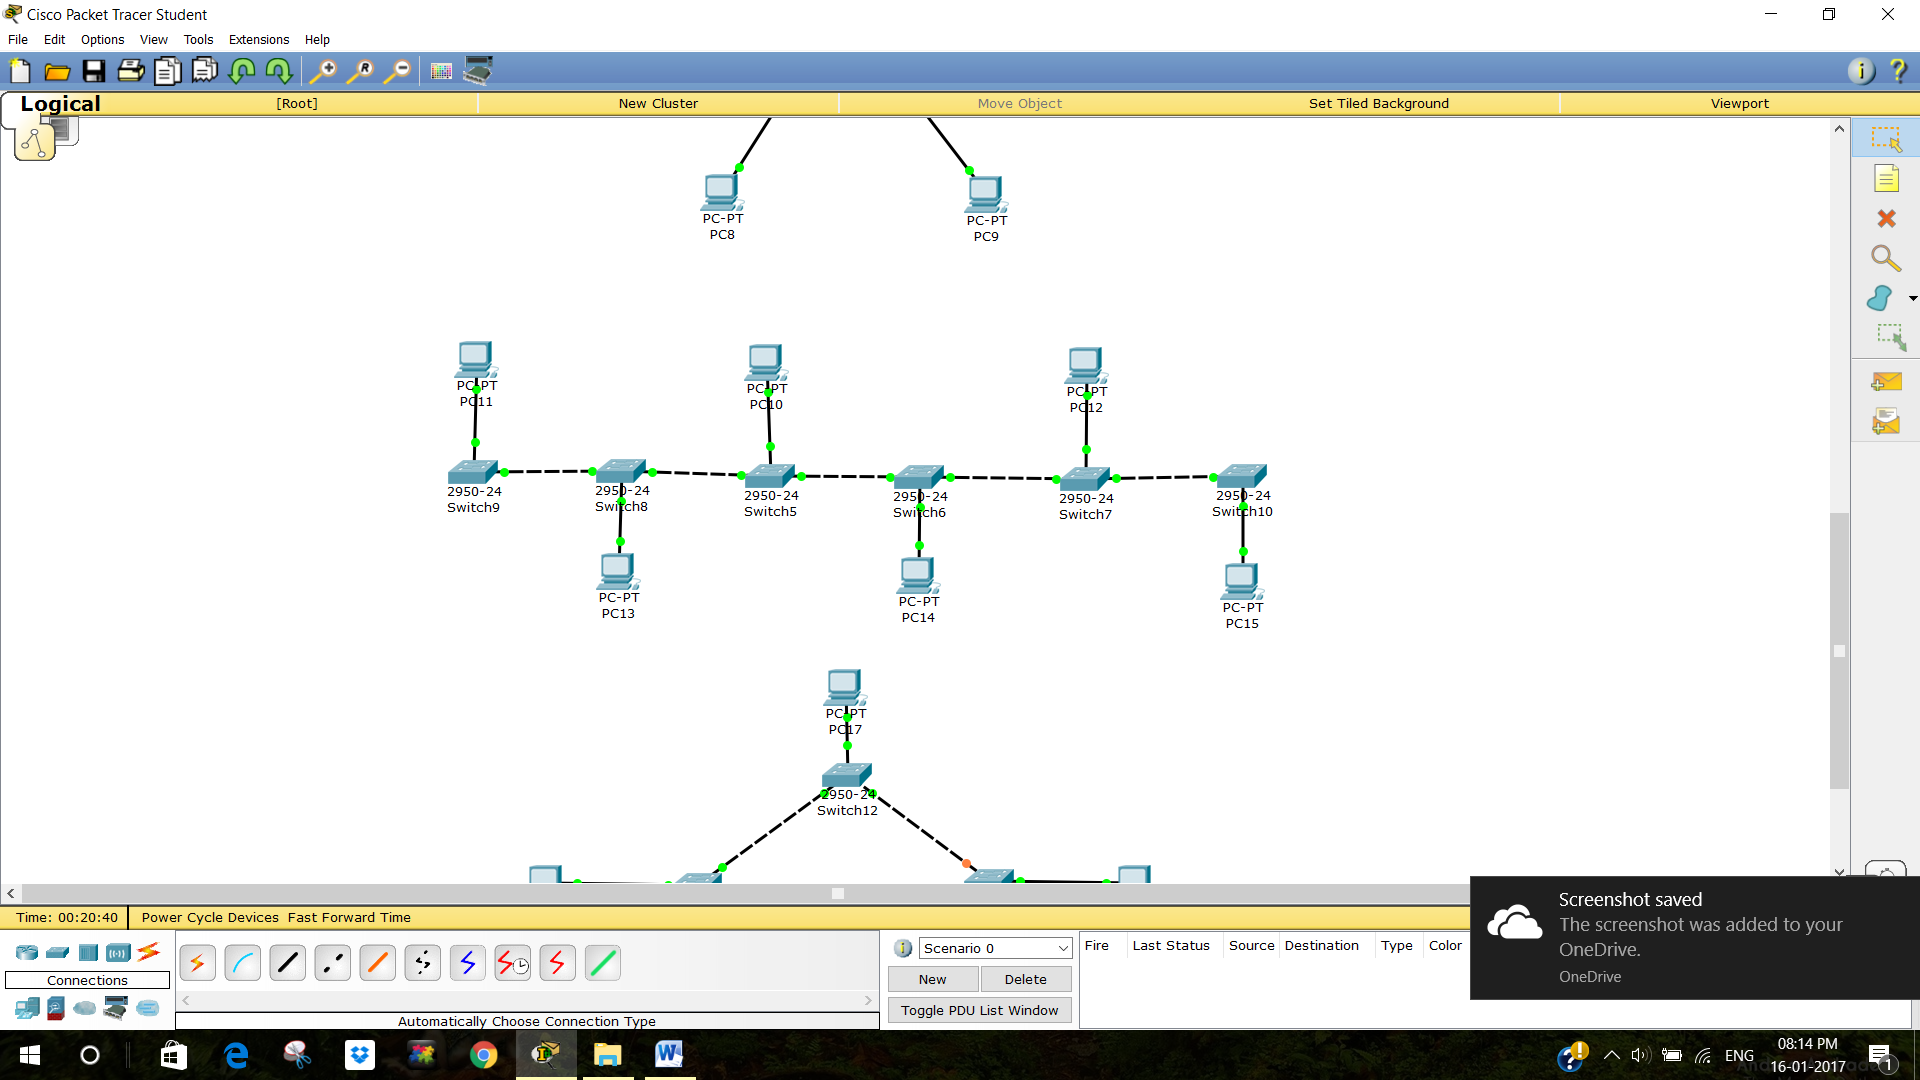 Cisco Packet Tracer Student
File Edit Options View Tools Extensions Help
Logical [Root] New Cluster Move Object Set Tiled Background Viewport
PC-PT
PC8
PC-PT
PC9
PC-PT
PC11
PC-PT
PC10
PC-PT
PC12
2950-24
Switch9
2950-24
Switch8
2950-24
Switch5
2950-24
Switch6
2950-24
Switch7
2950-24
Switch10
PC-PT
PC13
PC-PT
PC14
PC-PT
PC15
PC-PT
PC17
2950-24
Switch12
Time: 00:20:40 Power Cycle Devices Fast Forward Time
Connections
Automatically Choose Connection Type
Scenario 0
New Delete
Toggle PDU List Window
Fire Last Status Source Destination Type Color
Screenshot saved
The screenshot was added to your
OneDrive.
OneDrive
ENG
08:14 PM
16-01-2017
1